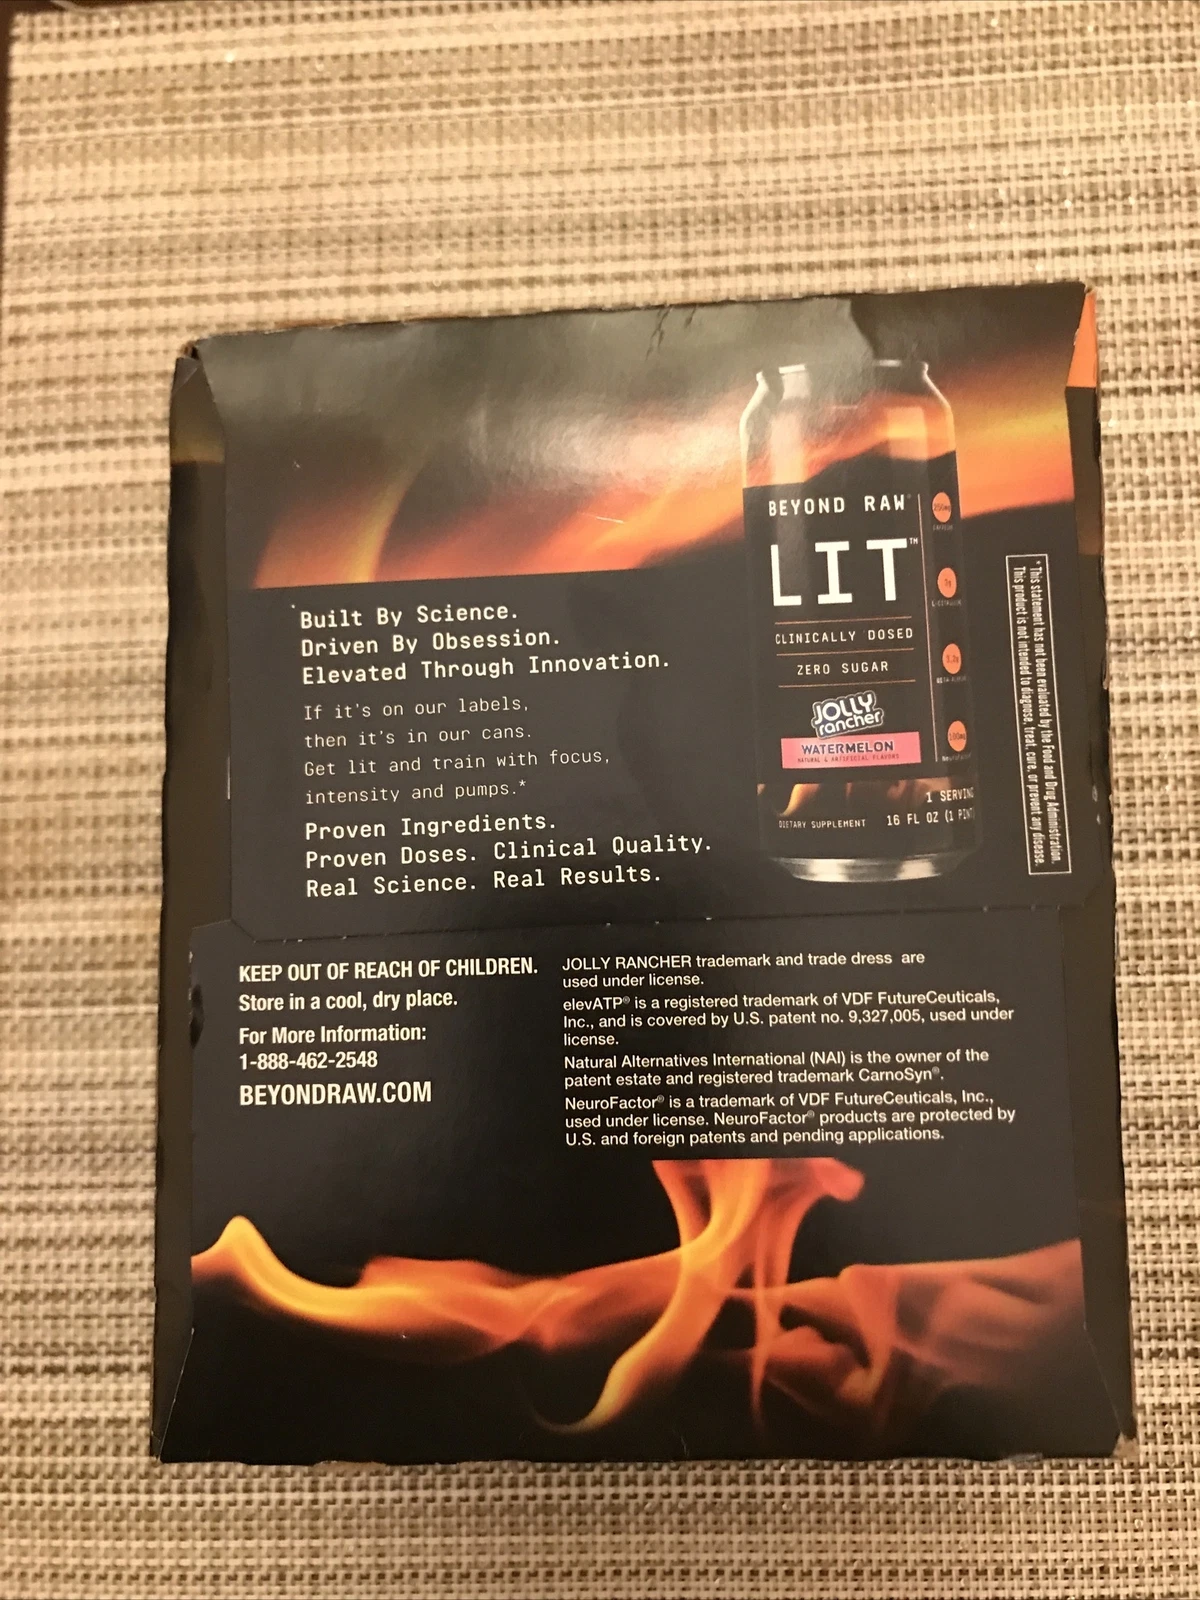 Built By Science.
Driven By Obsession.
Elevated Through Innovation.
If it's on our labels,
then it's in our cans.
Get lit and train with focus,
intensity and pumps.*
Proven Ingredients.
Proven Doses. Clinical Quality.
Real Science. Real Results.
BEYOND RAW®
LIT™
CLINICALLY DOSED
ZERO SUGAR
JOLLY
rancher
WATERMELON
NATURAL & ARTIFICIAL FLAVORS
1 SERVING
DIETARY SUPPLEMENT 16 FL OZ (1 PINT
* This statement has not been evaluated by the Food and Drug Administration.
This product is not intended to diagnose, treat, cure, or prevent any disease.
KEEP OUT OF REACH OF CHILDREN.
Store in a cool, dry place.
For More Information:
1-888-462-2548
BEYONDRAW.COM
JOLLY RANCHER trademark and trade dress are
used under license.
elevATP® is a registered trademark of VDF FutureCeuticals,
Inc., and is covered by U.S. patent no. 9,327,005, used under
license.
Natural Alternatives International (NAI) is the owner of the
patent estate and registered trademark CarnoSyn®.
NeuroFactor® is a trademark of VDF FutureCeuticals, Inc.,
used under license. NeuroFactor® products are protected by
U.S. and foreign patents and pending applications.